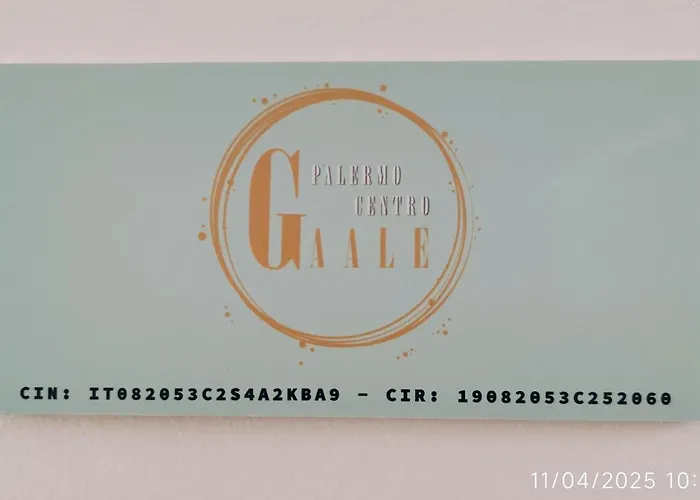 PALERMO
CENTRO
GAALE
CIN: IT082053C2S4A2KBA9 - CIR: 19082053C252060
11/04/2025 10: